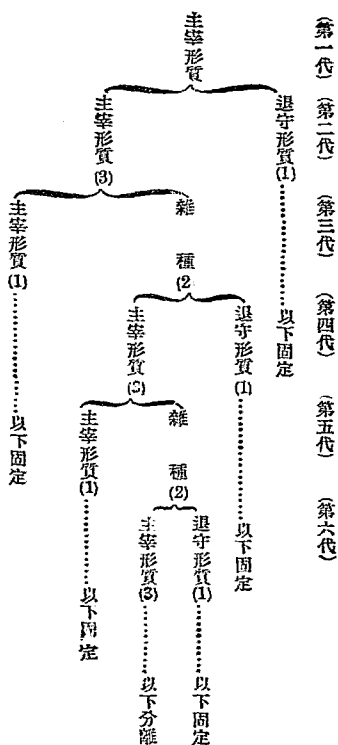 (第一代) (第二代) (第三代) (第四代) (第五代) (第六代)
退守形質(1)………以下固定
主宰形質
主宰形質(3)
退守形質(1)………以下固定
雜種(2
主宰形質(3)
退守形質(1)………以下固定
雜種(2)
主宰形質(3)………以下分離
主宰形質(1)………以下固定
主宰形質(1)………以下固定